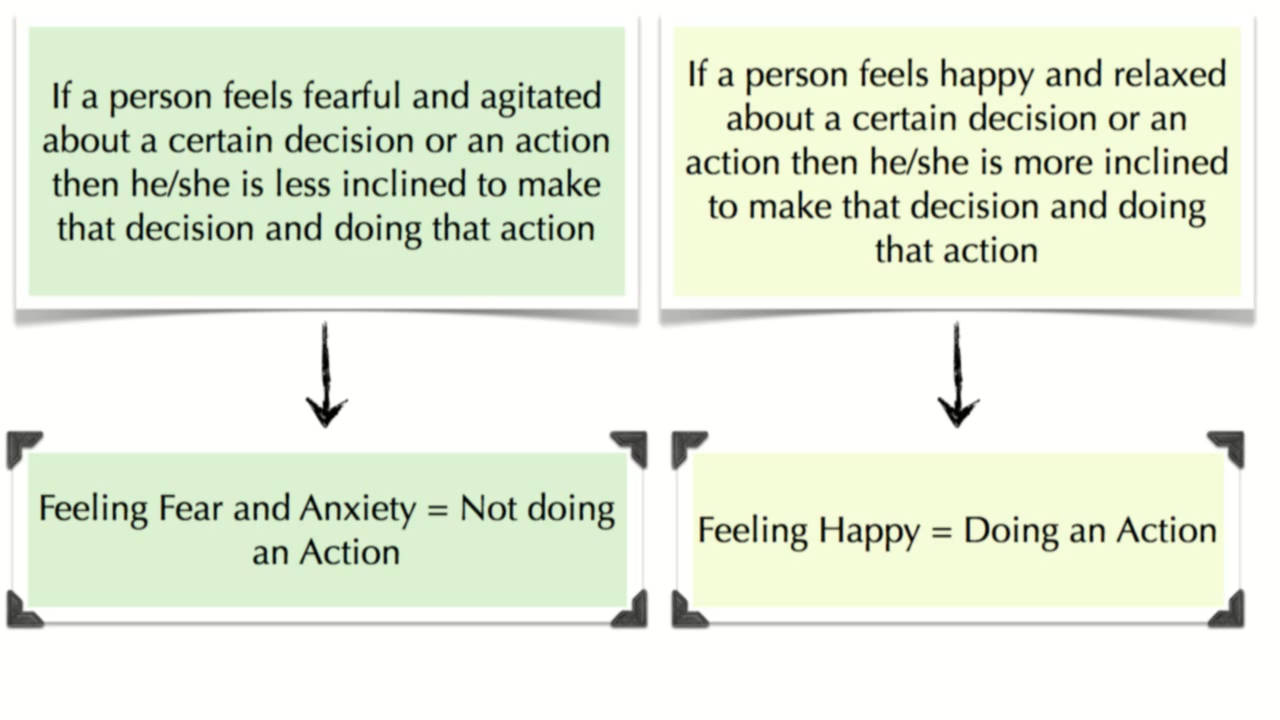 If a person feels fearful and agitated
about a certain decision or an action
then he/she is less inclined to make
that decision and doing that action
If a person feels happy and relaxed
about a certain decision or an
action then he/she is more inclined
to make that decision and doing
that action
Feeling Fear and Anxiety = Not doing
an Action
Feeling Happy = Doing an Action